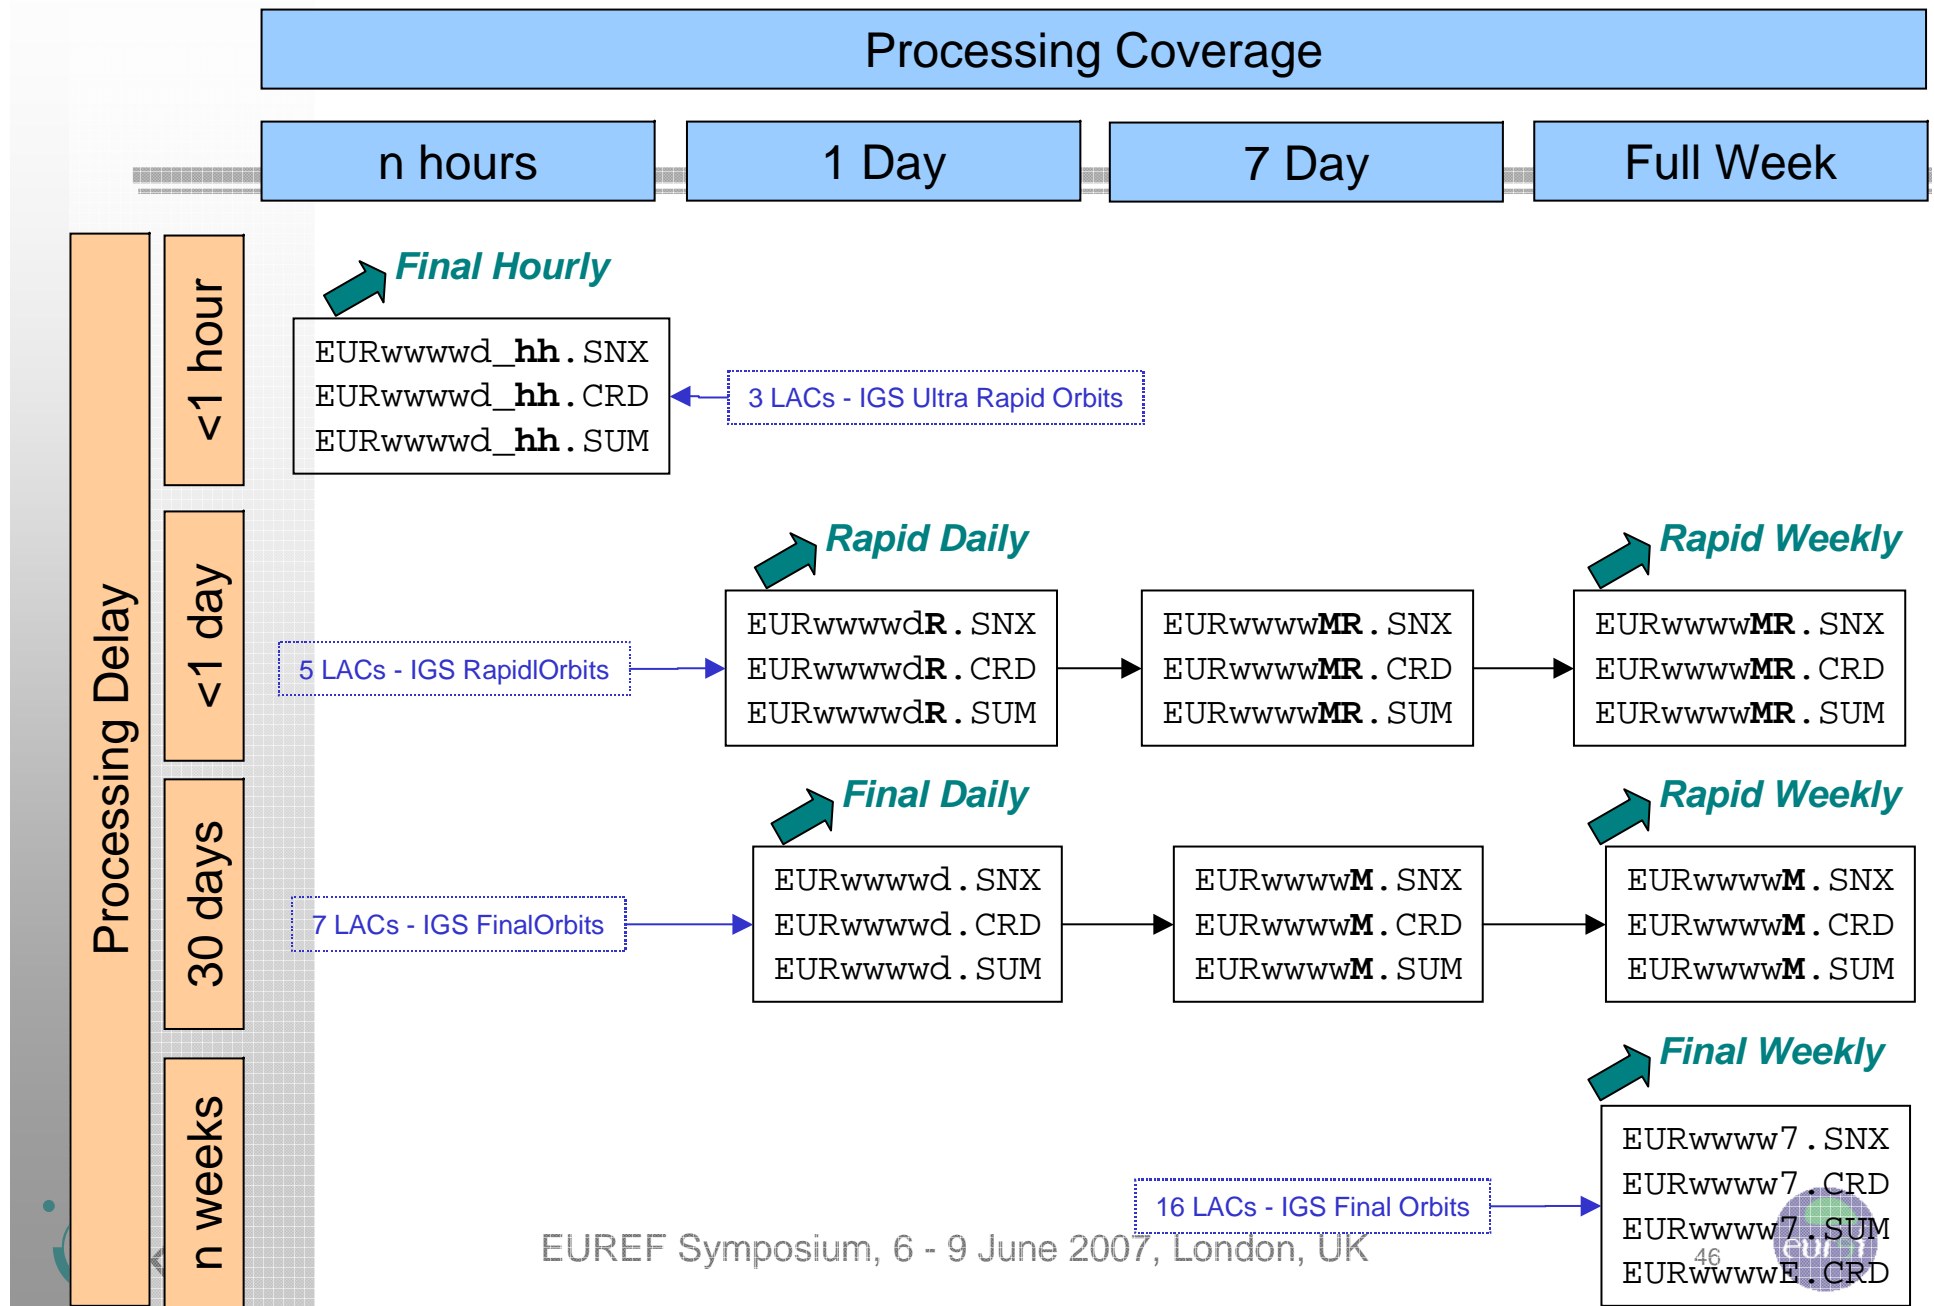 Processing Coverage
n hours
1 Day
7 Day
Full Week
Processing Delay
<1 hour
Final Hourly
EURwwwwd_hh.SNX
EURwwwwd_hh.CRD
EURwwwwd_hh.SUM
3 LACs - IGS Ultra Rapid Orbits
<1 day
5 LACs - IGS RapidlOrbits
Rapid Daily
EURwwwwdR.SNX
EURwwwwdR.CRD
EURwwwwdR.SUM
EURwwwwMR.SNX
EURwwwwMR.CRD
EURwwwwMR.SUM
Rapid Weekly
EURwwwwMR.SNX
EURwwwwMR.CRD
EURwwwwMR.SUM
30 days
7 LACs - IGS FinalOrbits
Final Daily
EURwwwwd.SNX
EURwwwwd.CRD
EURwwwwd.SUM
EURwwwwM.SNX
EURwwwwM.CRD
EURwwwwM.SUM
Rapid Weekly
EURwwwwM.SNX
EURwwwwM.CRD
EURwwwwM.SUM
n weeks
16 LACs - IGS Final Orbits
Final Weekly
EURwwww7.SNX
EURwwww7.CRD
EURwwww7.SUM
EURwwwwE.CRD
EUREF Symposium, 6 - 9 June 2007, London, UK
46